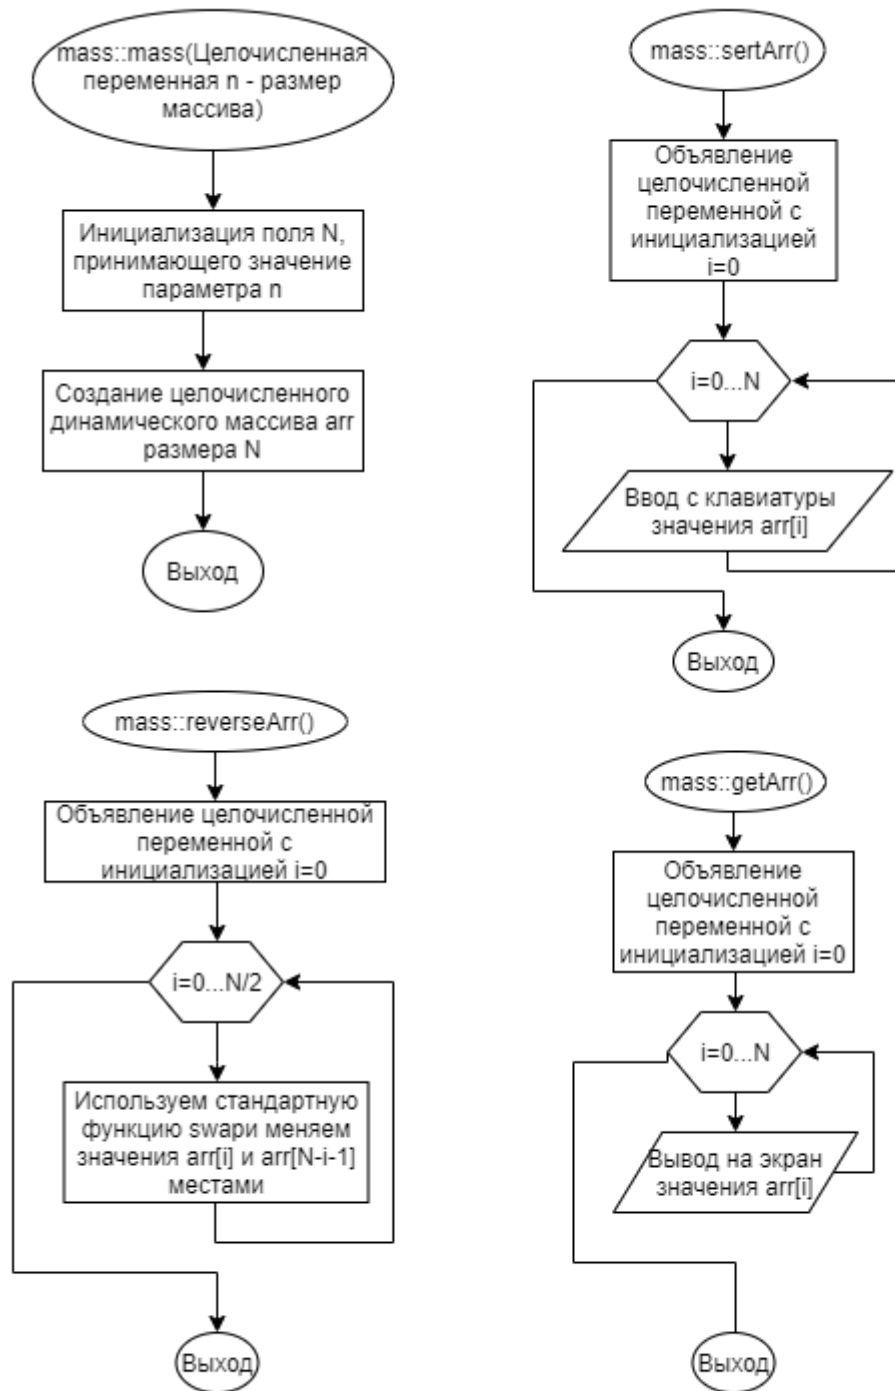 mass::mass(Целочисленная
переменная n - размер
массива)
Инициализация поля N,
принимающего значение
параметра n
Создание целочисленного
динамического массива arr
размера N
Выход
mass::sertArr()
Объявление
целочисленной
переменной с
инициализацией
i=0
i=0...N
Ввод с клавиатуры
значения arr[i]
Выход
mass::reverseArr()
Объявление целочисленной
переменной с
инициализацией i=0
i=0...N/2
Используем стандартную
функцию swapи меняем
значения arr[i] и arr[N-i-1]
местами
Выход
mass::getArr()
Объявление
целочисленной
переменной с
инициализацией i=0
i=0...N
Вывод на экран
значения arr[i]
Выход